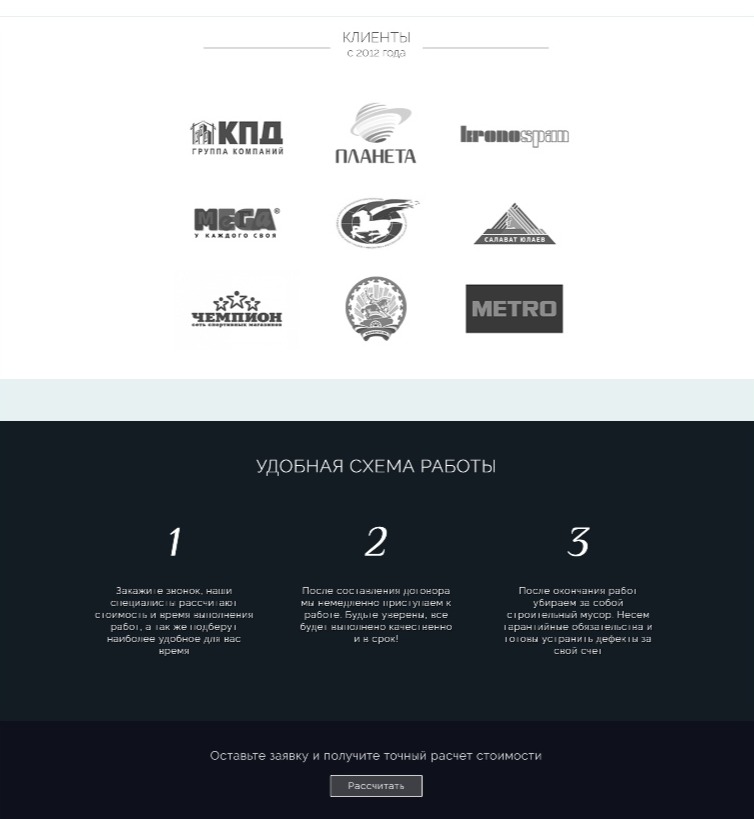 КЛИЕНТЫ
с 2012 года
КПД
ГРУППА КОМПАНИЙ
ПЛАНЕТА
kronospan
MEGA®
У КАЖДОГО СВОЯ
САЛАВАТ ЮЛАЕВ
ЧЕМПИОН
сеть спортивных магазинов
METRO
УДОБНАЯ СХЕМА РАБОТЫ
1
2
3
Закажите звонок, наши
специалисты рассчитают
стоимость и время выполнения
работ, а так же подберут
наиболее удобное для вас
время
После составления договора
мы немедленно приступаем к
работе. Будьте уверены, все
будет выполнено качественно
и в срок!
После окончания работ
убираем за собой
строительный мусор. Несем
гарантийные обязательства и
готовы устранить дефекты за
свой счет
Оставьте заявку и получите точный расчет стоимости
Рассчитать